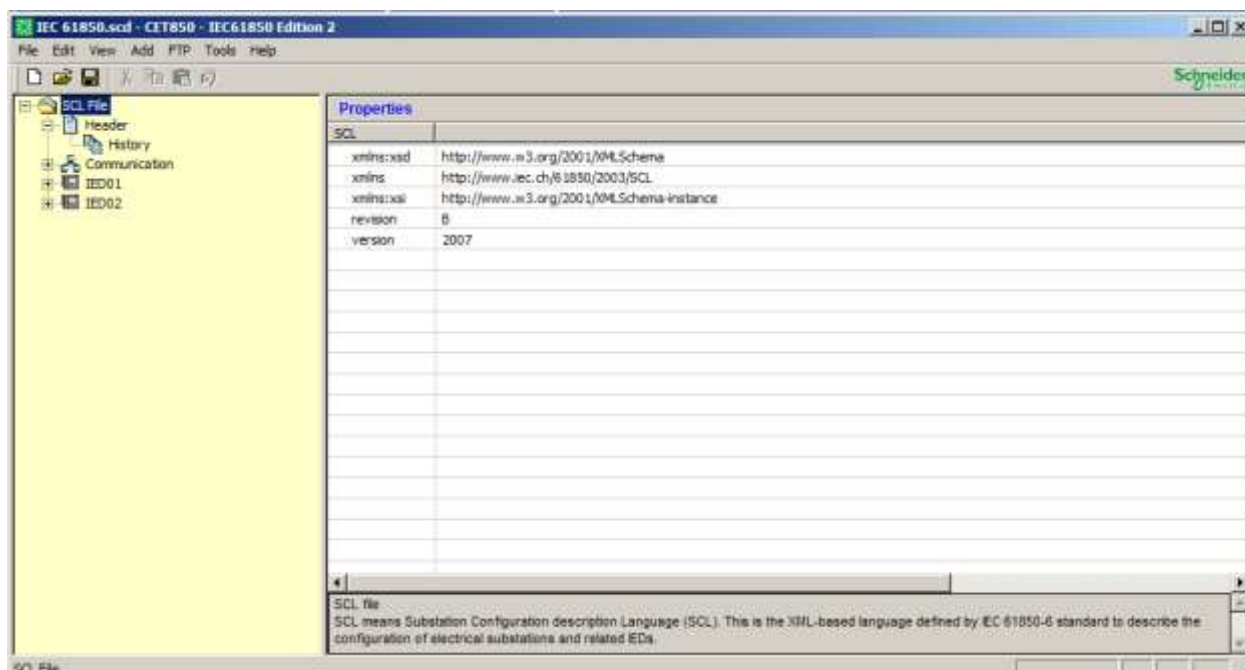 IEC 61850.scd - CET850 - IEC61850 Edition 2
File Edit View Add FTP Tools Help
Schneider
SCL File
Header
History
Communication
IED01
IED02
Properties
SCL
xmlns:xsd http://www.w3.org/2001/XMLSchema
xmlns http://www.iec.ch/61850/2003/SCL
xmlns:xsi http://www.w3.org/2001/XMLSchema-instance
revision B
version 2007
SCL file
SCL means Substation Configuration description Language (SCL). This is the XML-based language defined by IEC 61850-6 standard to describe the
configuration of electrical substations and related IEDs.
SCL File